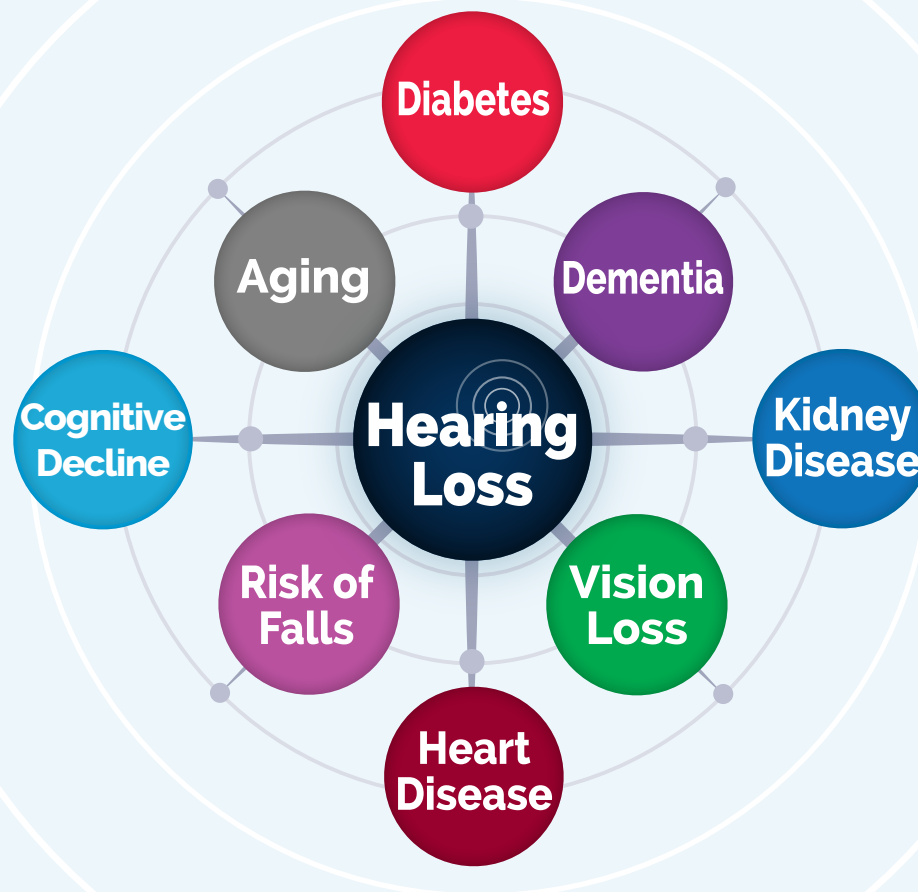 Diabetes
Aging
Dementia
Cognitive
Decline
Hearing
Loss
Kidney
Disease
Risk of
Falls
Vision
Loss
Heart
Disease